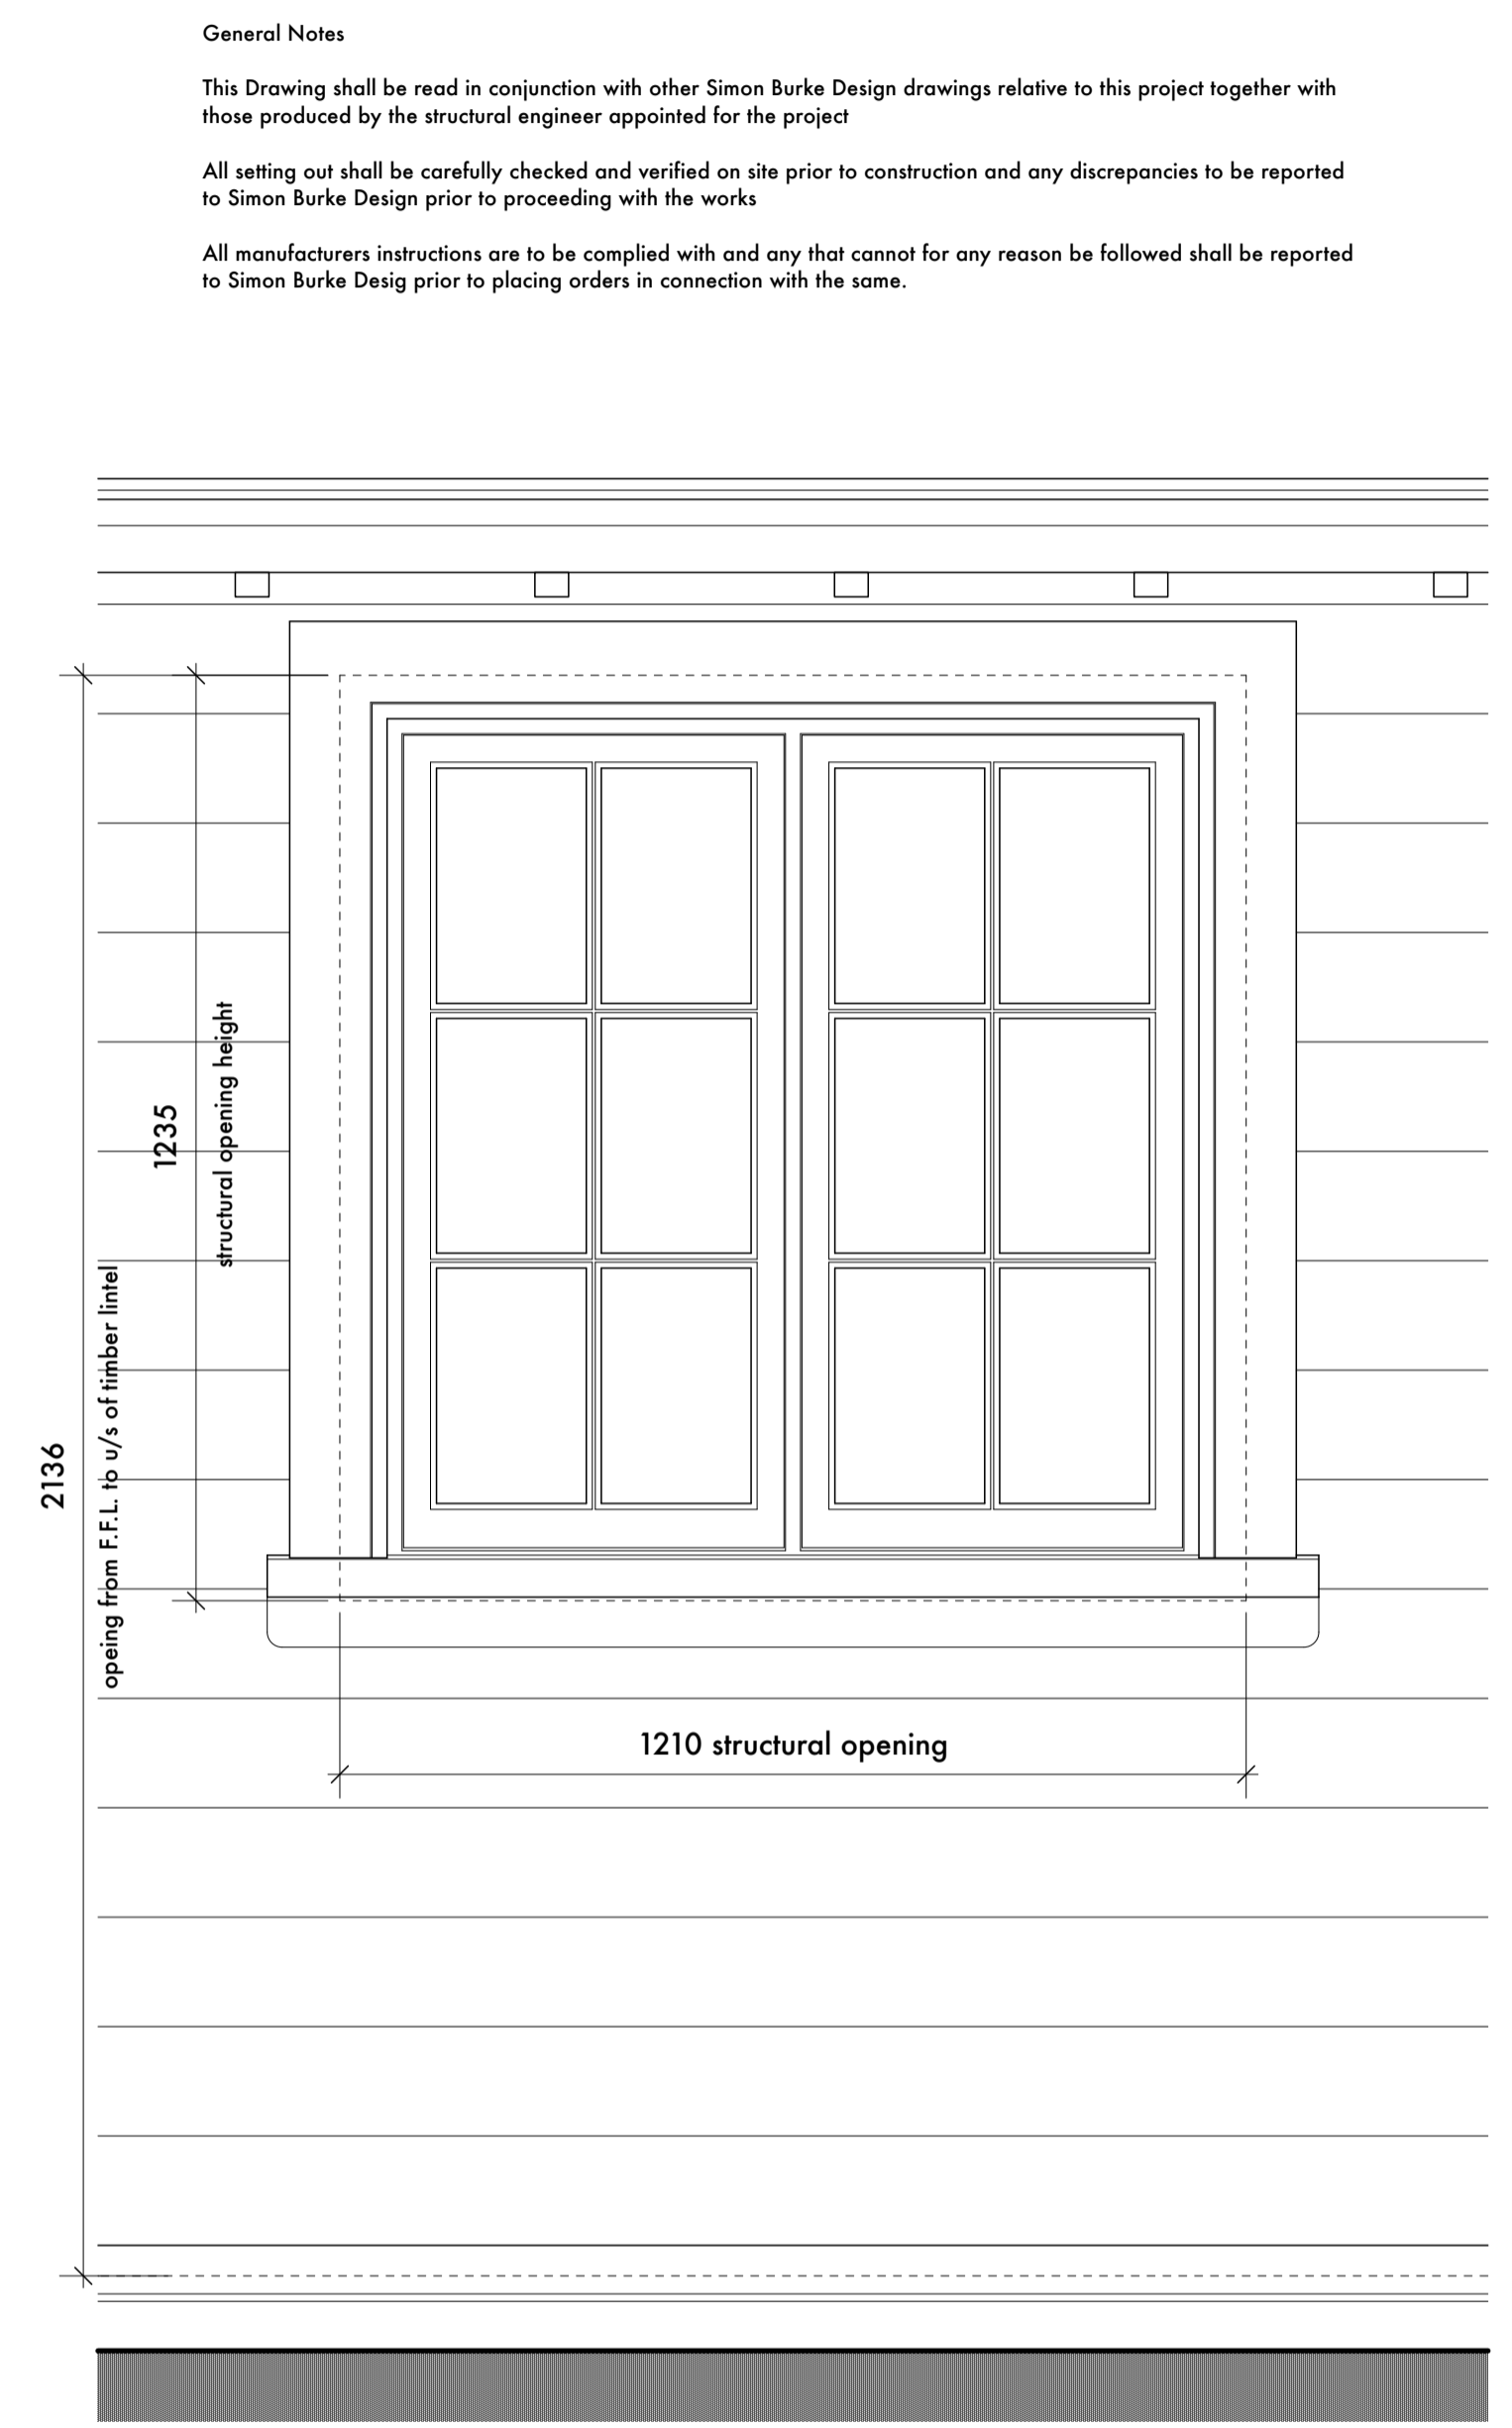 General Notes
This Drawing shall be read in conjunction with other Simon Burke Design drawings relative to this project together with
those produced by the structural engineer appointed for the project
All setting out shall be carefully checked and verified on site prior to construction and any discrepancies to be reported
to Simon Burke Design prior to proceeding with the works
All manufacturers instructions are to be complied with and any that cannot for any reason be followed shall be reported
to Simon Burke Desig prior to placing orders in connection with the same.
2136
opeing from F.F.L. to u/s of timber lintel
1235
structural opening height
1210 structural opening